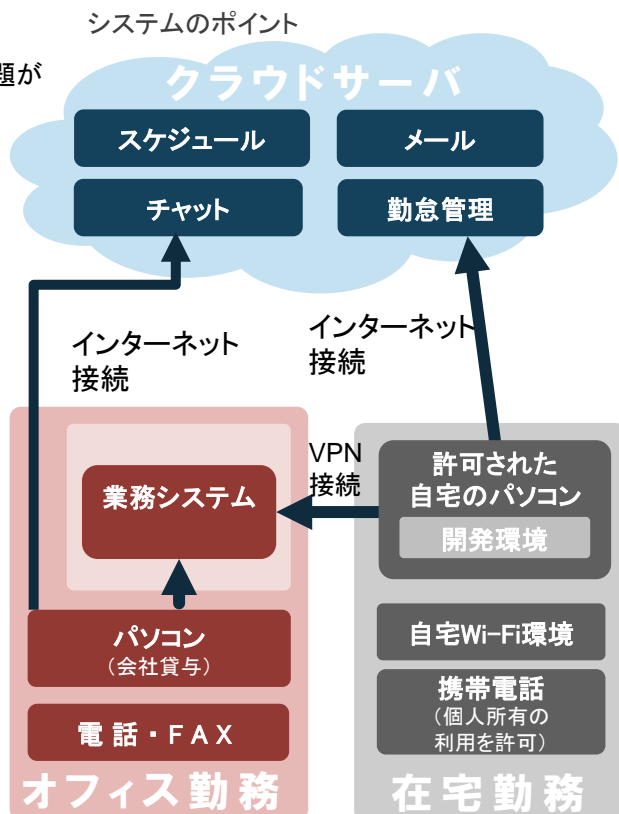 システムのポイント
題が
クラウドサーバ
スケジュール
メール
チャット
勤怠管理
インターネット
接続
インターネット
接続
VPN
接続
業務システム
許可された
自宅のパソコン
開発環境
パソコン
（会社貸与）
自宅Wi-Fi環境
電話・FAX
携帯電話
（個人所有の
利用を許可）
オフィス勤務
在宅勤務